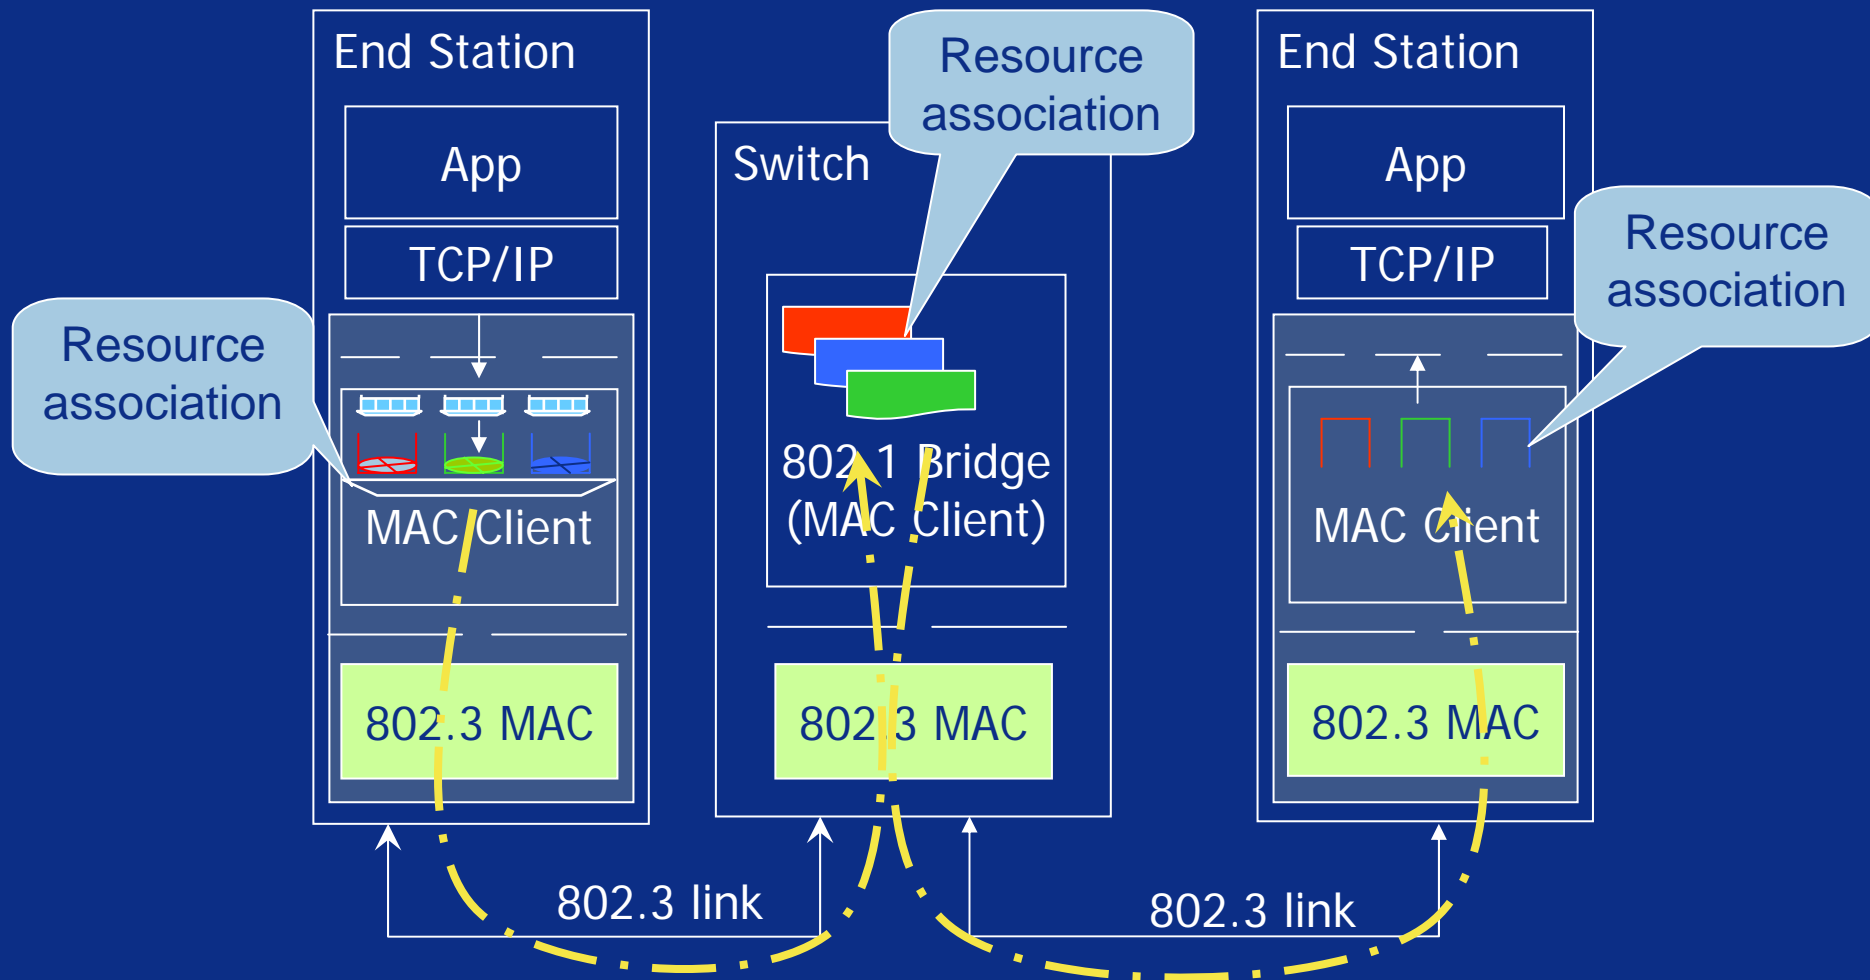 End Station
App
TCP/IP
Resource
association
MAC Client
802.3 MAC
Switch
Resource
association
802.1 Bridge
(MAC Client)
802.3 MAC
End Station
App
TCP/IP
Resource
association
MAC Client
802.3 MAC
802.3 link
802.3 link